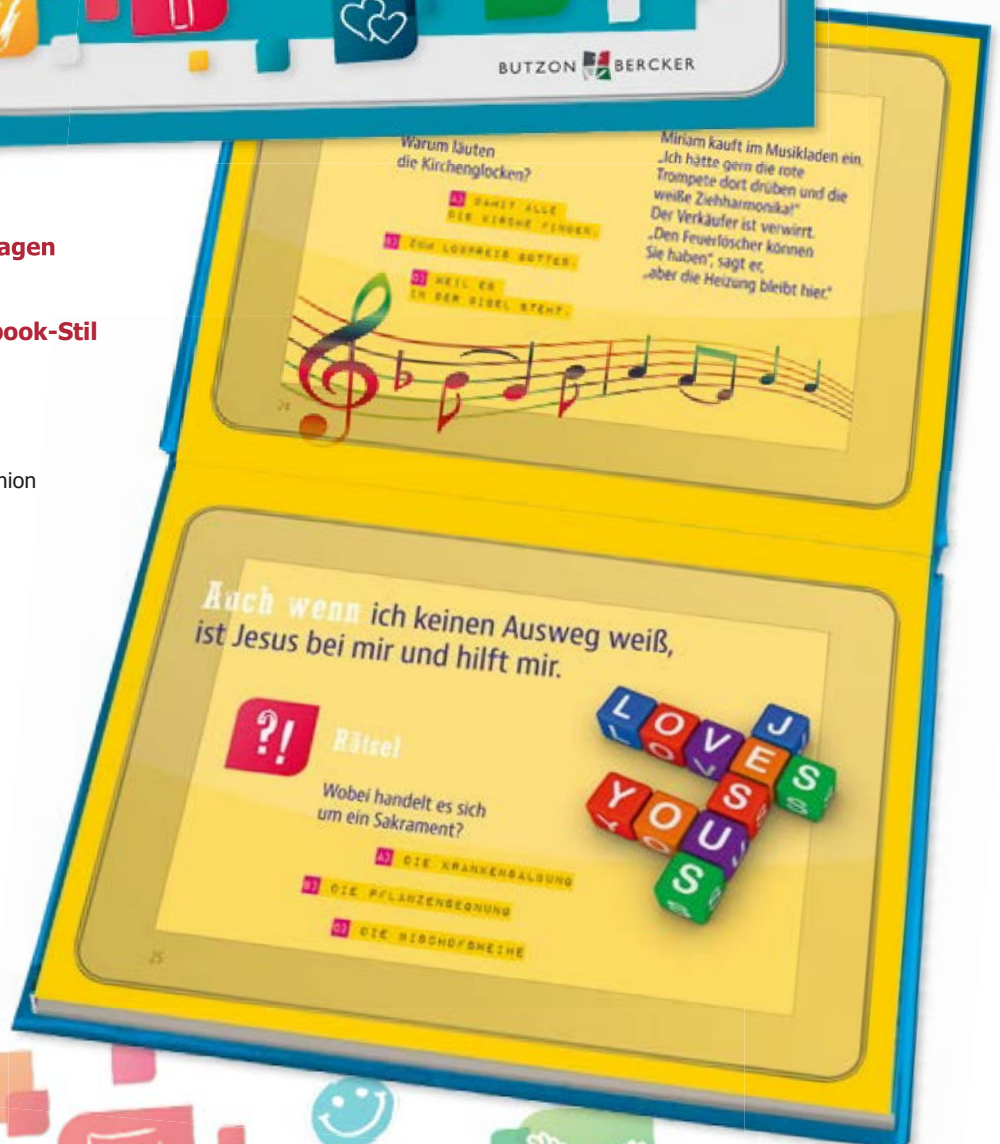 BUTZON BERCKER
agen
book-Stil
nion
Warum läuten
die Kirchenglocken?
A) DAMIT ALLE
DIE KIRCHE FINDEN.
B) ZUM LOBPREIS GOTTES.
C) WEIL ES
IN DER BIBEL STEHT.
Miriam kauft im Musikladen ein.
„Ich hätte gern die rote
Trompete dort drüben und die
weiße Ziehharmonika!“
Der Verkäufer ist verwirrt.
„Den Feuerlöscher können
Sie haben“, sagt er,
„aber die Heizung bleibt hier.“
24
Auch wenn ich keinen Ausweg weiß,
ist Jesus bei mir und hilft mir.
?!
Rätsel
Wobei handelt es sich
um ein Sakrament?
A) DIE KRANKENSALBUNG
B) DIE PFLANZENSEGNUNG
C) DIE BISCHOFSWEIHE
LOVES
J
E
S
YOU
S
25